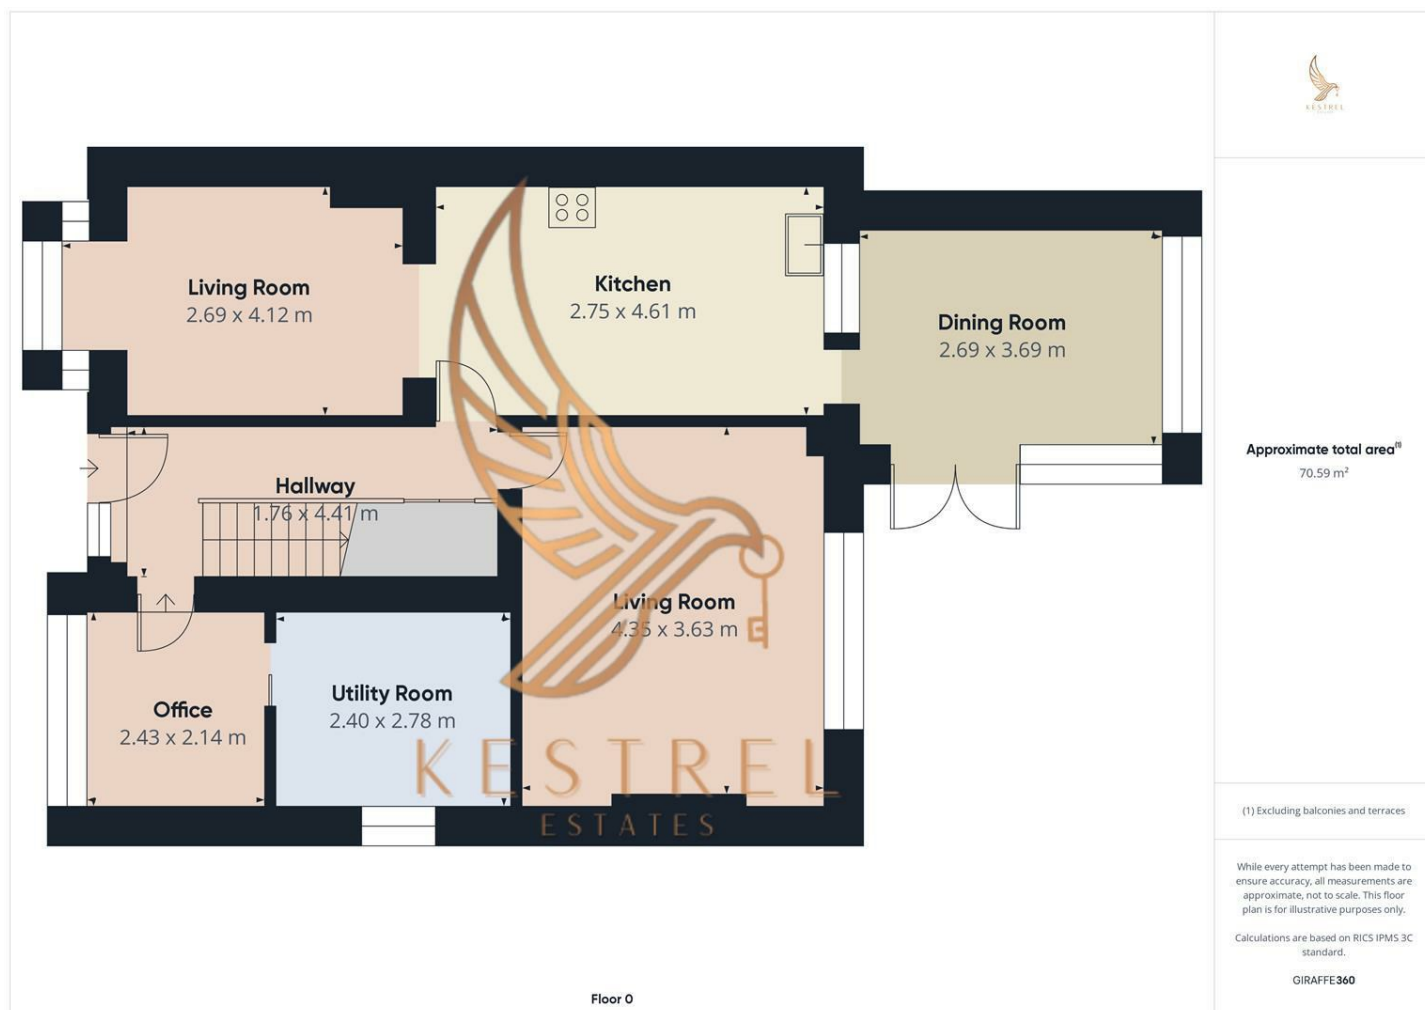 KESTREL
Living Room
2.69 x 4.12 m
Kitchen
2.75 x 4.61 m
Dining Room
2.69 x 3.69 m
Hallway
1.76 x 4.41 m
Living Room
4.35 x 3.63 m
Office
2.43 x 2.14 m
Utility Room
2.40 x 2.78 m
KESTREL
ESTATES
Floor 0
Approximate total area(1)
70.59 m²
(1) Excluding balconies and terraces
While every attempt has been made to
ensure accuracy, all measurements are
approximate, not to scale. This floor
plan is for illustrative purposes only.
Calculations are based on RICS IPMS 3C
standard.
GIRAFFE360